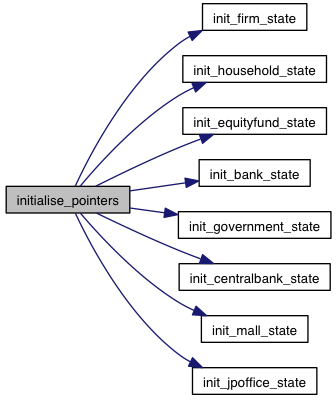 init_firm_state
init_household_state
init_equityfund_state
init_bank_state
initialise_pointers
init_government_state
init_centralbank_state
init_mall_state
init_jpoffice_state